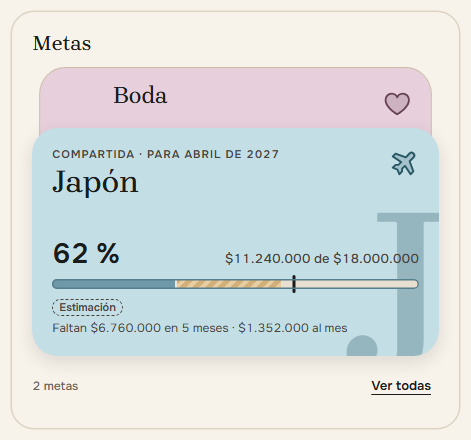 Metas
Boda
COMPARTIDA · PARA ABRIL DE 2027
Japón
62 %
$11.240.000 de $18.000.000
J
Estimación
Faltan $6.760.000 en 5 meses · $1.352.000 al mes
2 metas
Ver todas